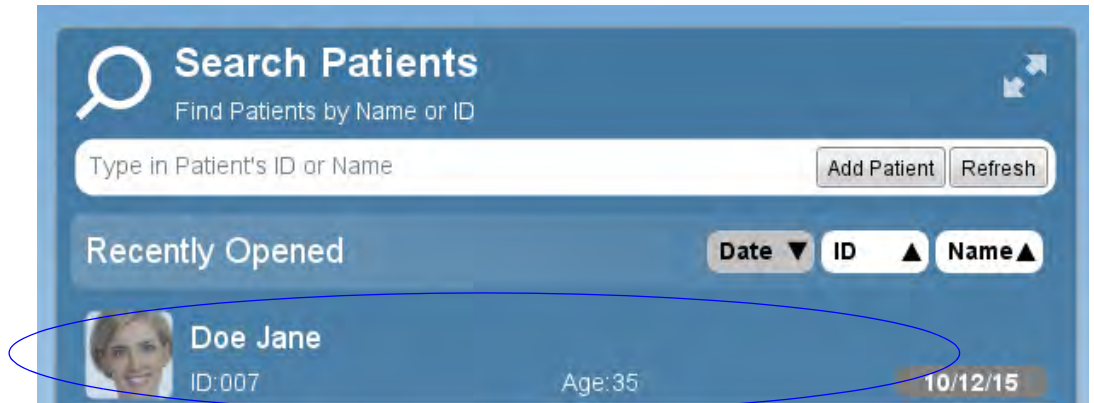 Search Patients
Find Patients by Name or ID
Type in Patient's ID or Name Add Patient Refresh
Recently Opened Date ▼ ID ▲ Name▲
Doe Jane
ID:007 Age:35 10/12/15